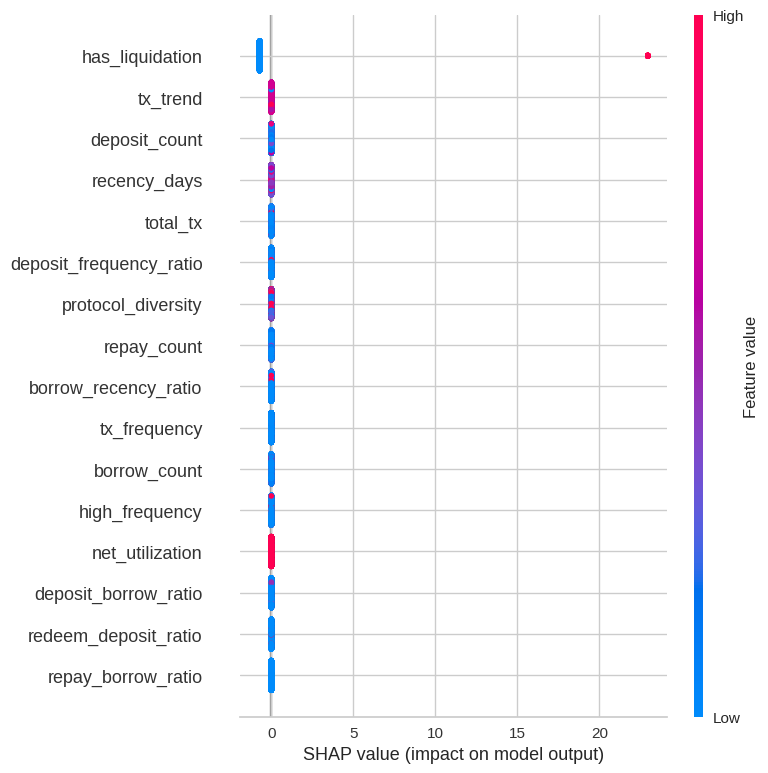 High
has_liquidation
tx_trend
deposit_count
recency_days
total_tx
deposit_frequency_ratio
protocol_diversity
repay_count
borrow_recency_ratio
tx_frequency
borrow_count
high_frequency
net_utilization
deposit_borrow_ratio
redeem_deposit_ratio
repay_borrow_ratio
Feature value
Low
0 5 10 15 20
SHAP value (impact on model output)